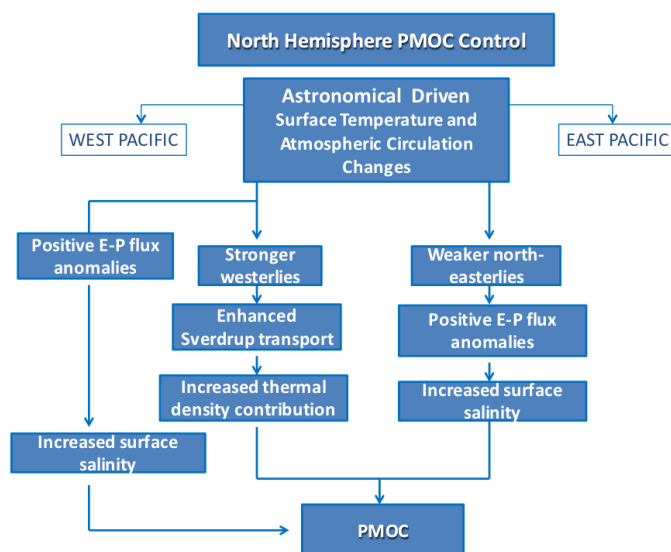 North Hemisphere PMOC Control
Astronomical Driven
Surface Temperature and
Atmospheric Circulation
Changes
WEST PACIFIC
EAST PACIFIC
Positive E-P flux
anomalies
Stronger
westerlies
Weaker north-
easterlies
Enhanced
Sverdrup transport
Positive E-P flux
anomalies
Increased thermal
density contribution
Increased surface
salinity
Increased surface
salinity
PMOC